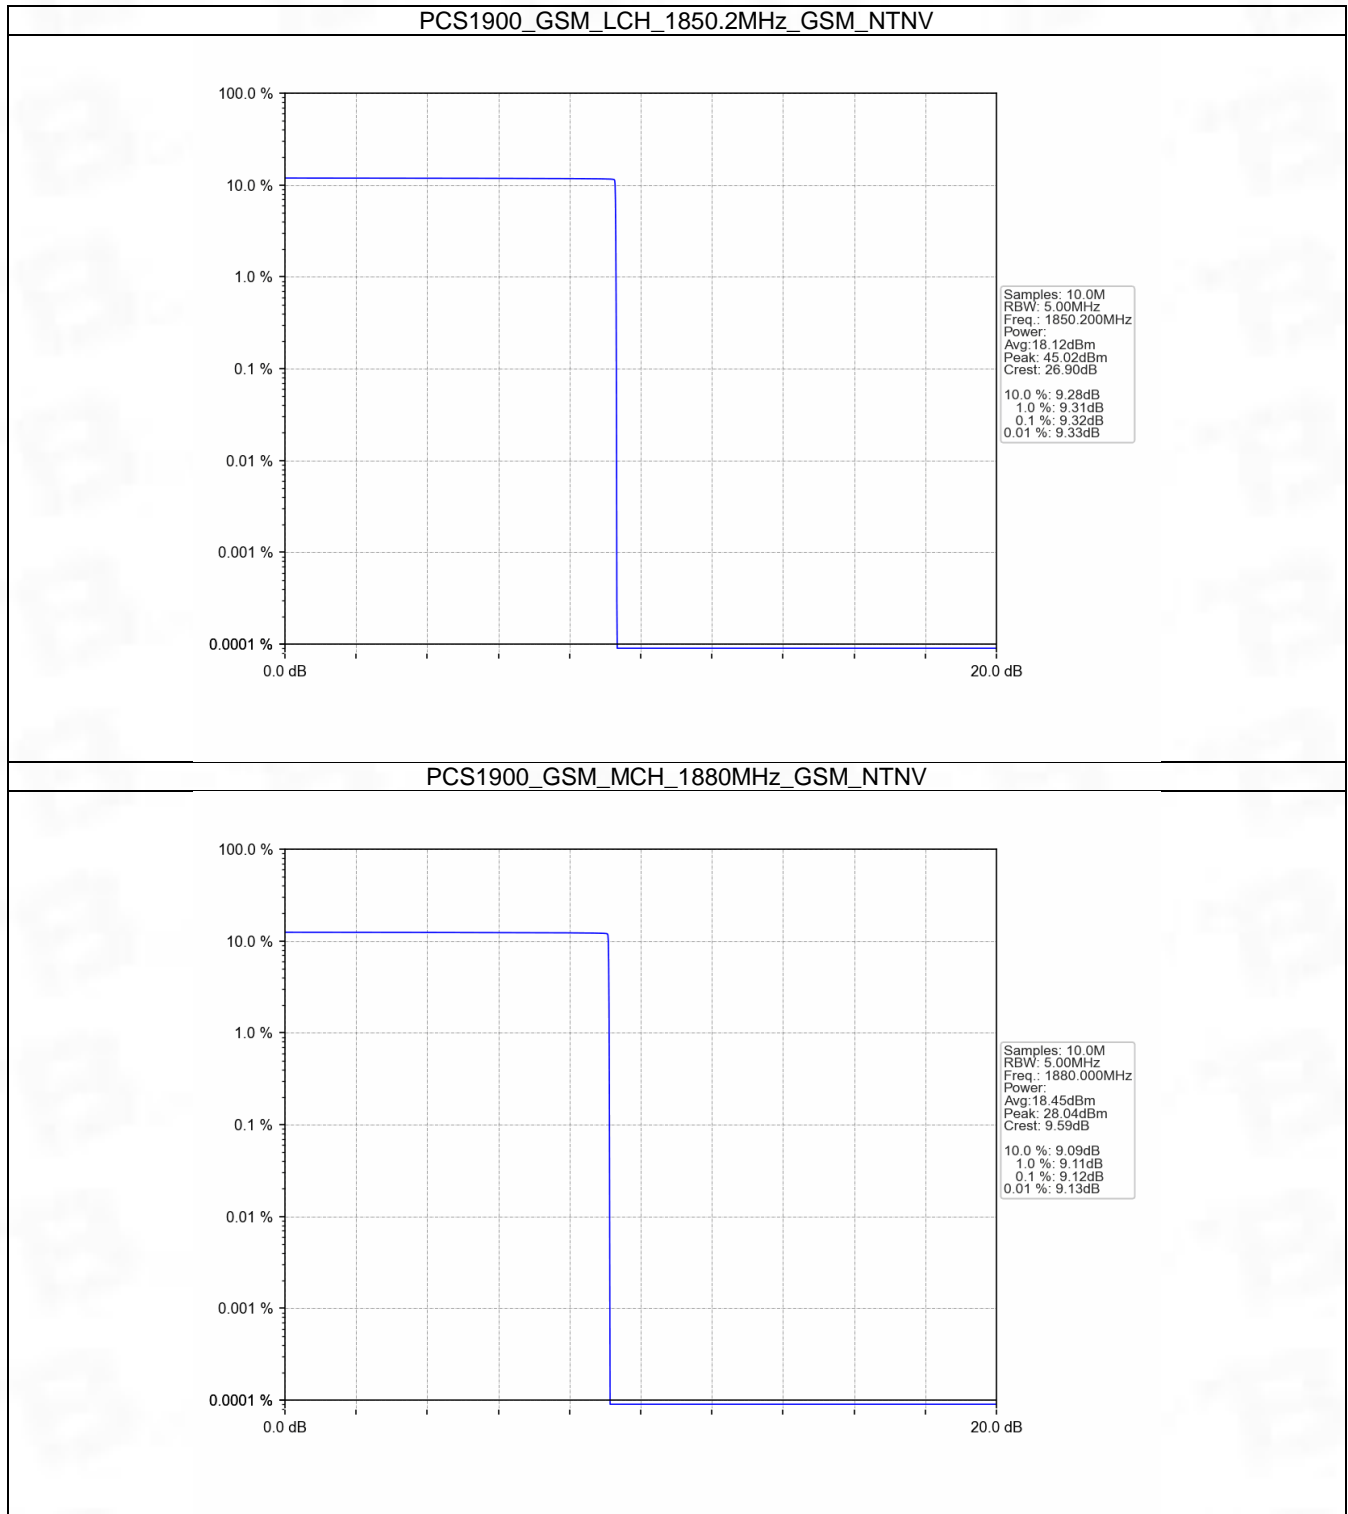 PCS1900_GSM_LCH_1850.2MHz_GSM_NTNV
100.0 %
10.0 %
1.0 %
0.1 %
0.01 %
0.001 %
0.0001 %
0.0 dB
20.0 dB
Samples: 10.0M
RBW: 5.00MHz
Freq.: 1850.200MHz
Power:
Avg:18.12dBm
Peak: 45.02dBm
Crest: 26.90dB
10.0 %: 9.28dB
1.0 %: 9.31dB
0.1 %: 9.32dB
0.01 %: 9.33dB
PCS1900_GSM_MCH_1880MHz_GSM_NTNV
100.0 %
10.0 %
1.0 %
0.1 %
0.01 %
0.001 %
0.0001 %
0.0 dB
20.0 dB
Samples: 10.0M
RBW: 5.00MHz
Freq.: 1880.000MHz
Power:
Avg:18.45dBm
Peak: 28.04dBm
Crest: 9.59dB
10.0 %: 9.09dB
1.0 %: 9.11dB
0.1 %: 9.12dB
0.01 %: 9.13dB